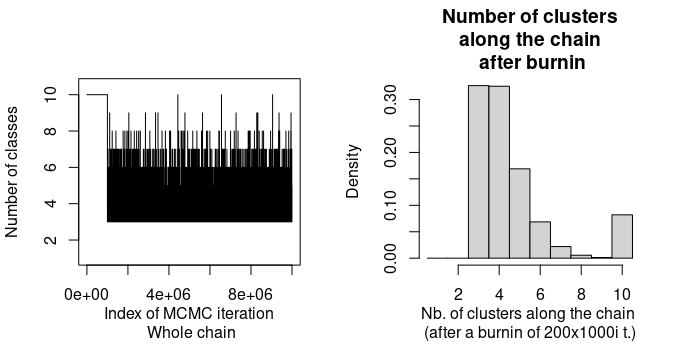 Number of classes
10
8
6
4
2
0e+00 4e+06 8e+06
Index of MCMC iteration
Whole chain
Number of clusters
along the chain
after burnin
Density
0.30
0.20
0.10
0.00
2 4 6 8 10
Nb. of clusters along the chain
(after a burnin of 200x1000i t.)